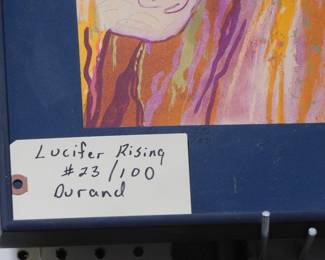 Lucifer Rising
#23/100
Durand